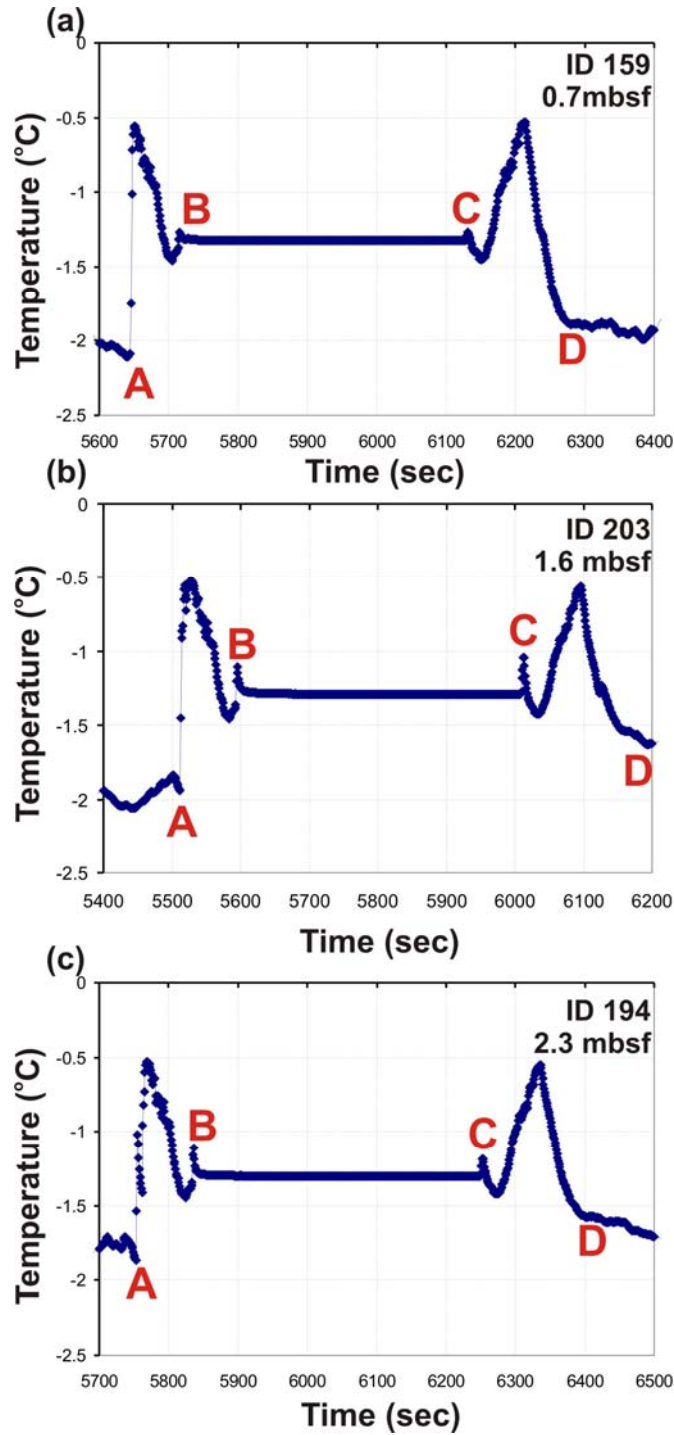 (a)
0
-0.5
-1
-1.5
-2
-2.5
Temperature (°C)
ID 159
0.7mbsf
A
B
C
D
5600 5700 5800 5900 6000 6100 6200 6300 6400
Time (sec)
(b)
0
-0.5
-1
-1.5
-2
-2.5
Temperature (°C)
ID 203
1.6 mbsf
A
B
C
D
5400 5500 5600 5700 5800 5900 6000 6100 6200
Time (sec)
(c)
0
-0.5
-1
-1.5
-2
-2.5
Temperature (°C)
ID 194
2.3 mbsf
A
B
C
D
5700 5800 5900 6000 6100 6200 6300 6400 6500
Time (sec)